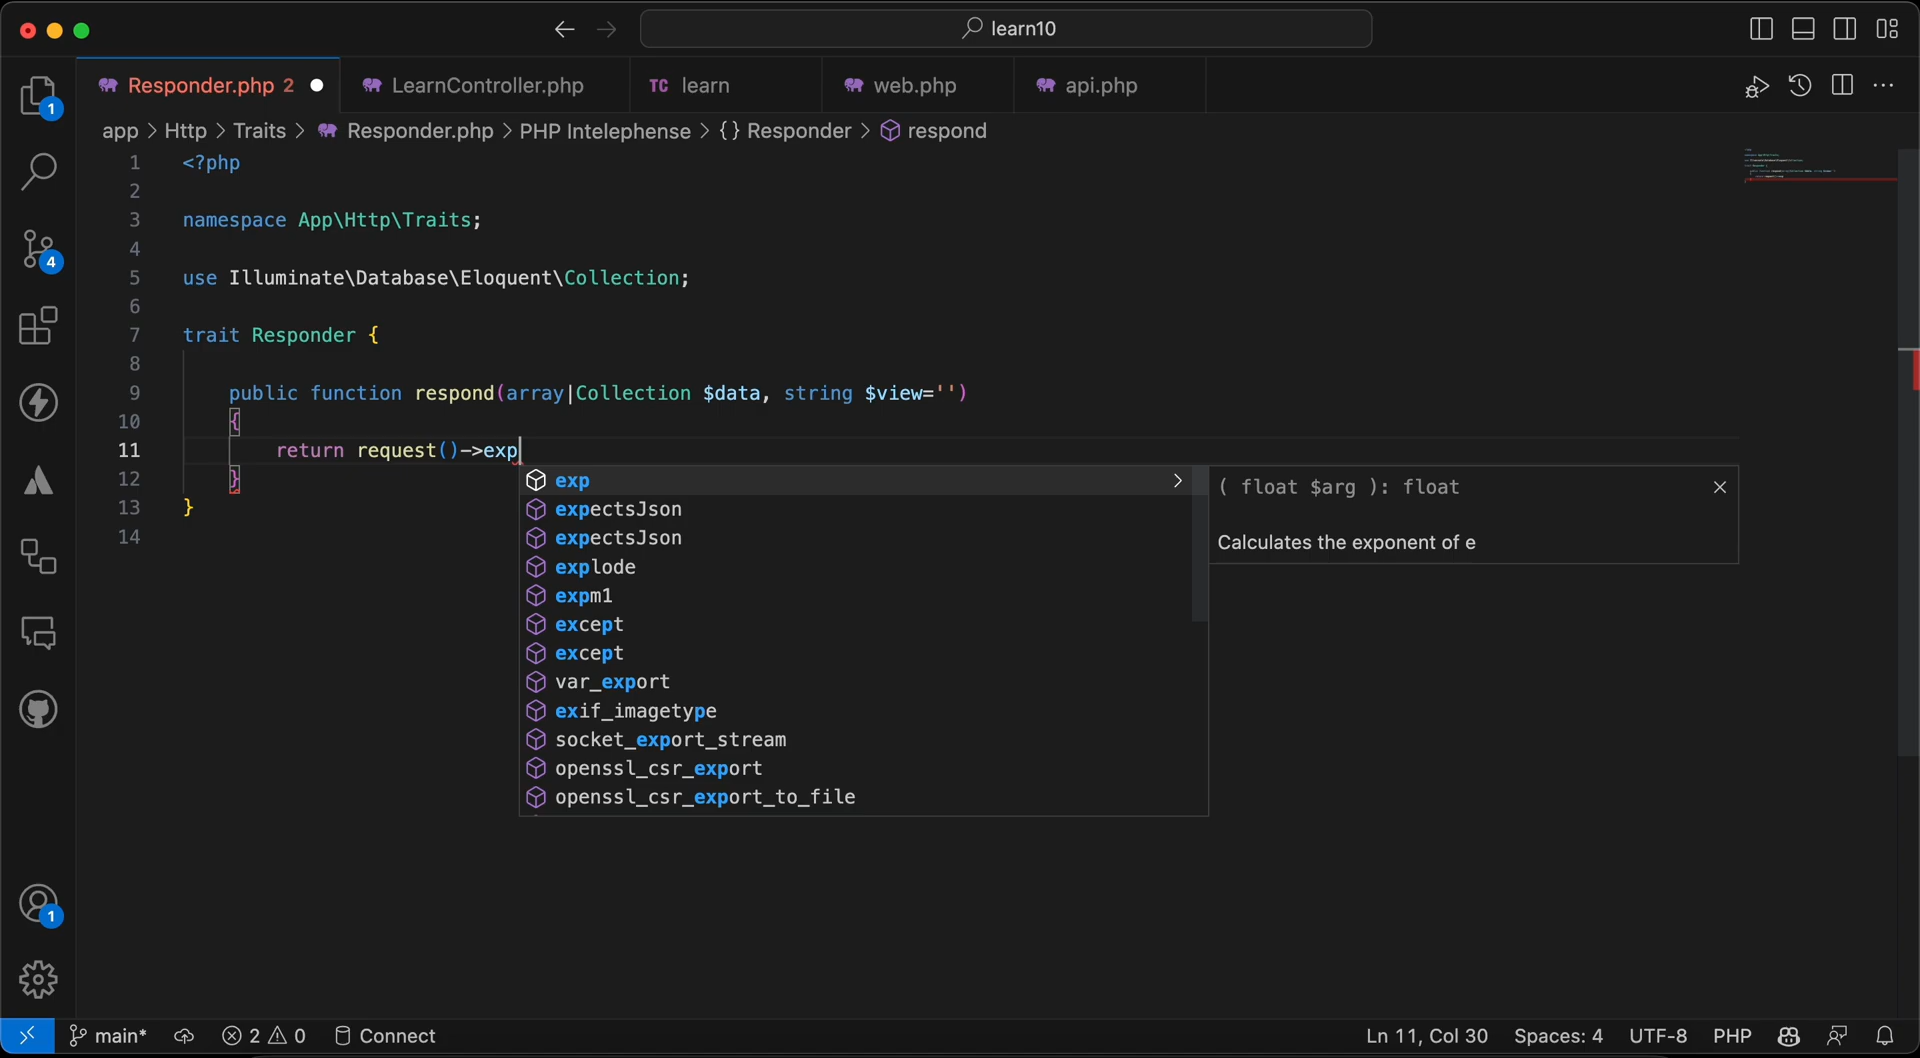 learn10
Responder.php 2
LearnController.php
TC learn
web.php
api.php
1
app > Http > Traits > Responder.php > PHP Intelephense > {} Responder > respond
1 <?php
2
3 namespace App\Http\Traits;
4
5 use Illuminate\Database\Eloquent\Collection;
6
7 trait Responder {
8
9 public function respond(array|Collection $data, string $view='')
10 {
11 return request()->exp
12 }
13 }
14
4
exp
expectsJson
expectsJson
explode
expm1
except
except
var_export
exif_imagetype
socket_export_stream
openssl_csr_export
openssl_csr_export_to_file
( float $arg ): float
Calculates the exponent of e
1
main* 2 0 Connect
Ln 11, Col 30 Spaces: 4 UTF-8 PHP